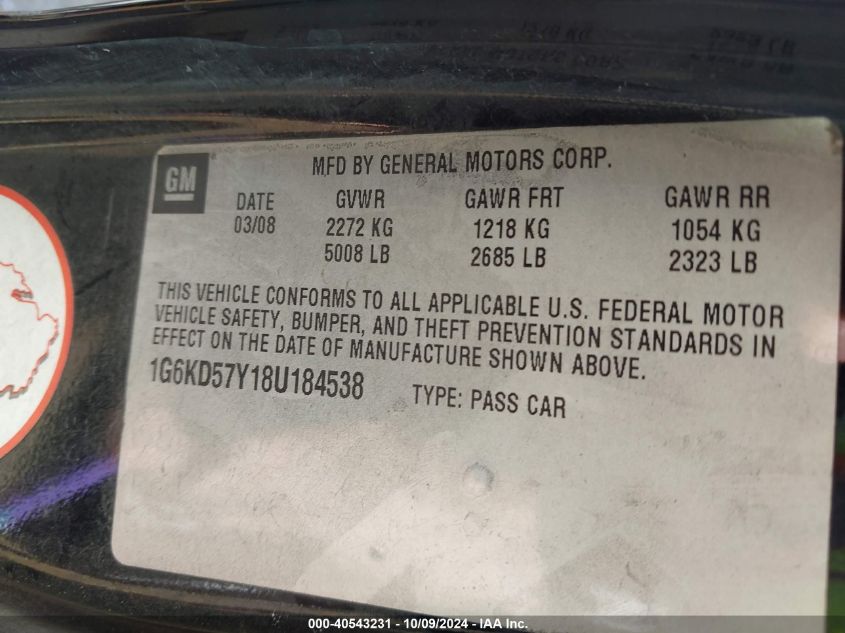 GM
MFD BY GENERAL MOTORS CORP.
DATE GVWR GAWR FRT GAWR RR
03/08 2272 KG 1218 KG 1054 KG
5008 LB 2685 LB 2323 LB
THIS VEHICLE CONFORMS TO ALL APPLICABLE U.S. FEDERAL MOTOR
VEHICLE SAFETY, BUMPER, AND THEFT PREVENTION STANDARDS IN
EFFECT ON THE DATE OF MANUFACTURE SHOWN ABOVE.
1G6KD57Y18U184538 TYPE: PASS CAR
000-40543231 - 10/09/2024 - IAA Inc.